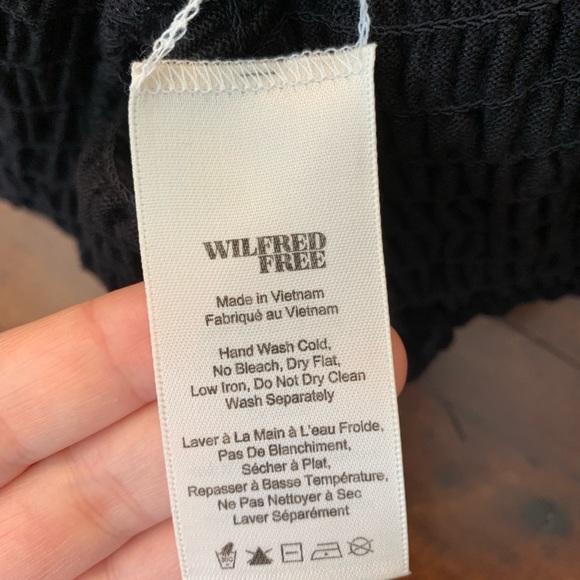 WILFRED
FREE
Made in Vietnam
Fabriqué au Vietnam
Hand Wash Cold,
No Bleach, Dry Flat,
Low Iron, Do Not Dry Clean
Wash Separately
Laver à La Main à L'eau Froide,
Pas De Blanchiment,
Sécher à Plat,
Repasser à Basse Température,
Ne Pas Nettoyer à Sec
Laver Séparément